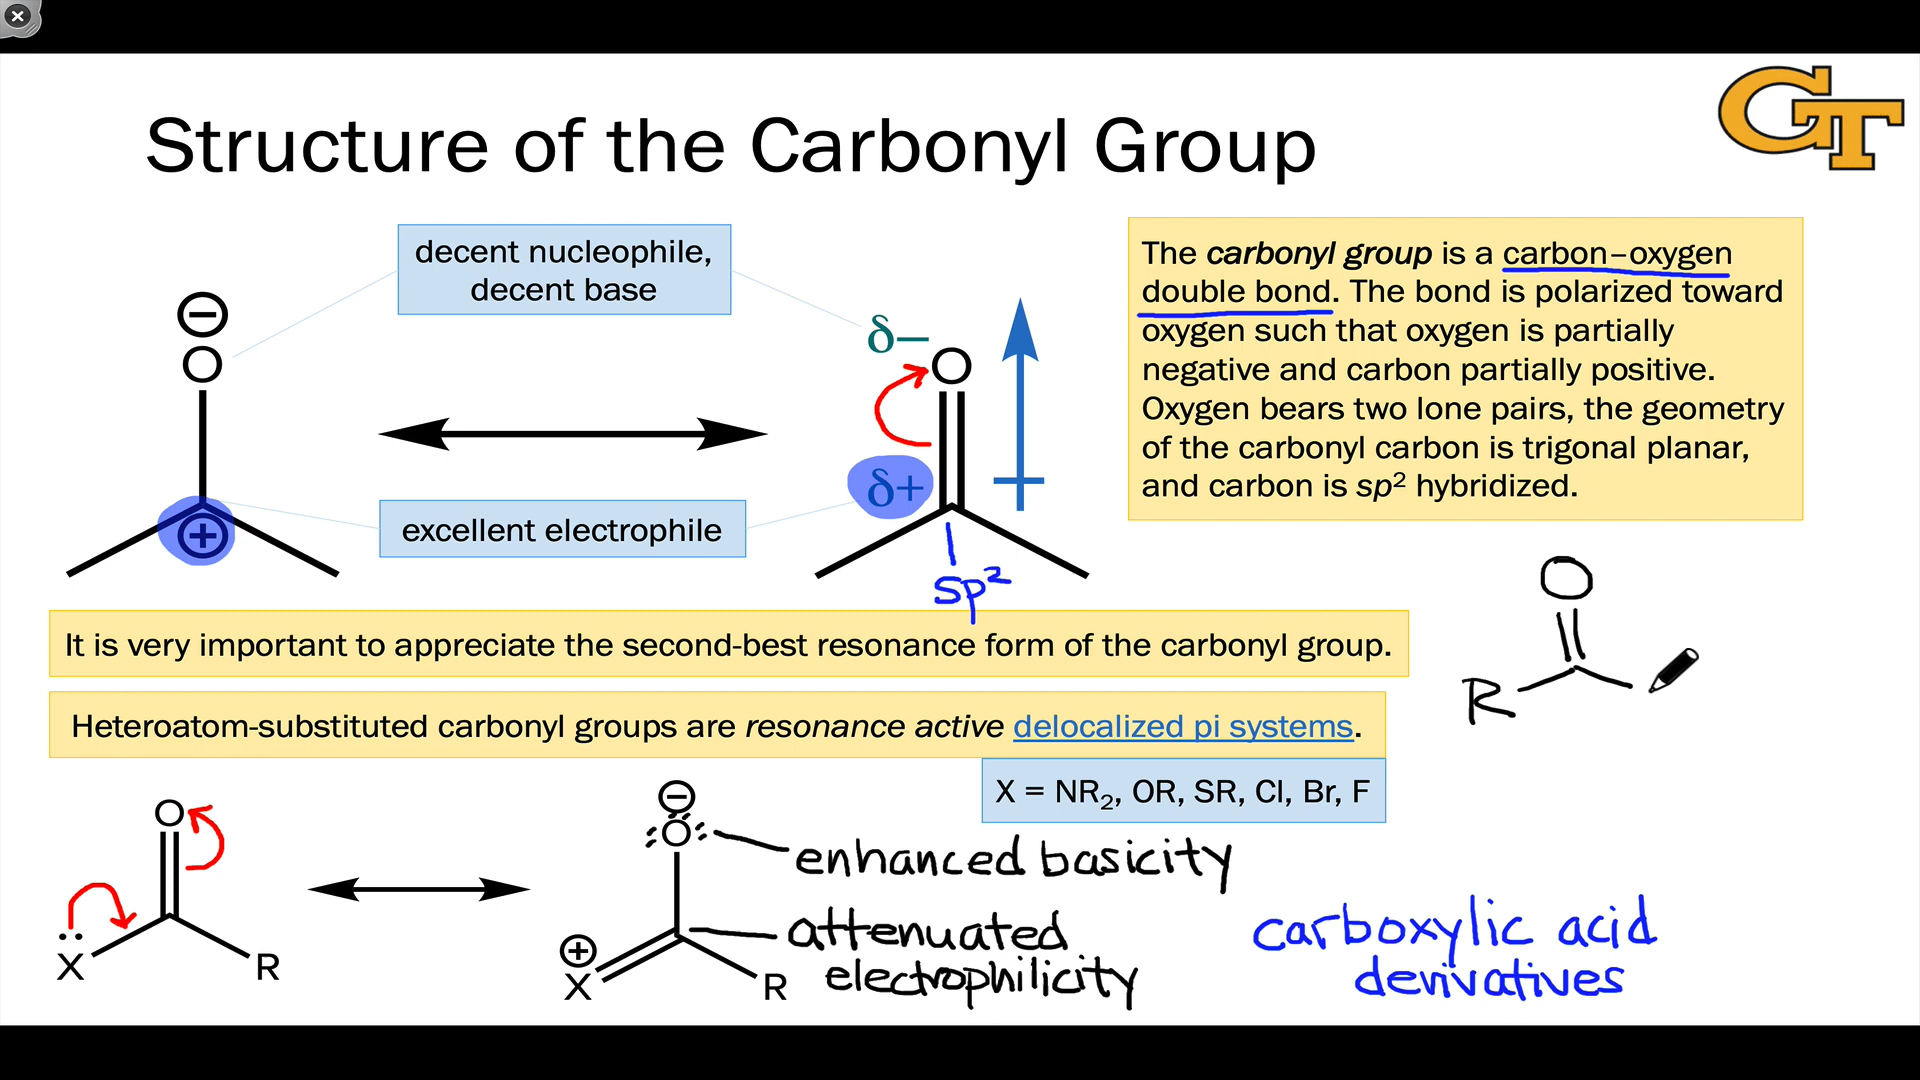 GT
Structure of the Carbonyl Group
decent nucleophile,
decent base
⊖
O
δ−
O
δ+
⊕
excellent electrophile
sp²
The carbonyl group is a carbon–oxygen
double bond. The bond is polarized toward
oxygen such that oxygen is partially
negative and carbon partially positive.
Oxygen bears two lone pairs, the geometry
of the carbonyl carbon is trigonal planar,
and carbon is sp² hybridized.
It is very important to appreciate the second-best resonance form of the carbonyl group.
Heteroatom-substituted carbonyl groups are resonance active delocalized pi systems.
X = NR₂, OR, SR, Cl, Br, F
O
R
O
X
R
⊖
O
⊕
X
R
enhanced basicity
attenuated
electrophilicity
carboxylic acid
derivatives